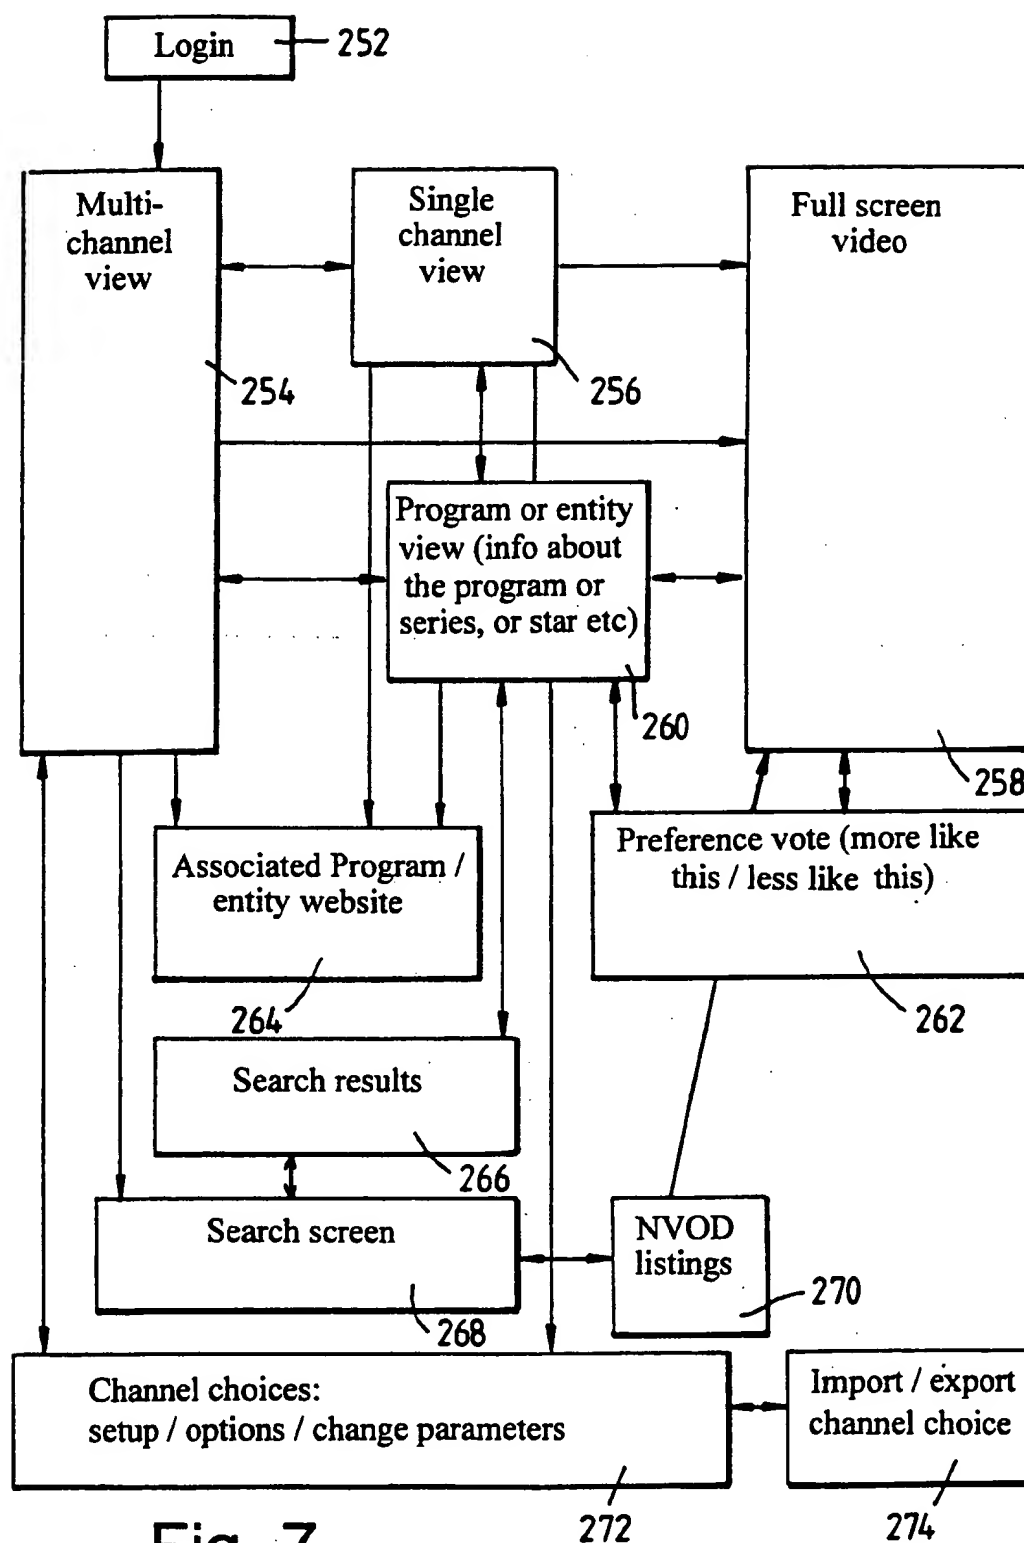 Login
252
Multi-
channel
view
254
Single
channel
view
256
Full screen
video
258
Program or entity
view (info about
the program or
series, or star etc)
260
Associated Program /
entity website
264
Preference vote (more like
this / less like this)
262
Search results
266
Search screen
268
NVOD
listings
270
Channel choices:
setup / options / change parameters
272
Import / export
channel choice
274
Fig. 7